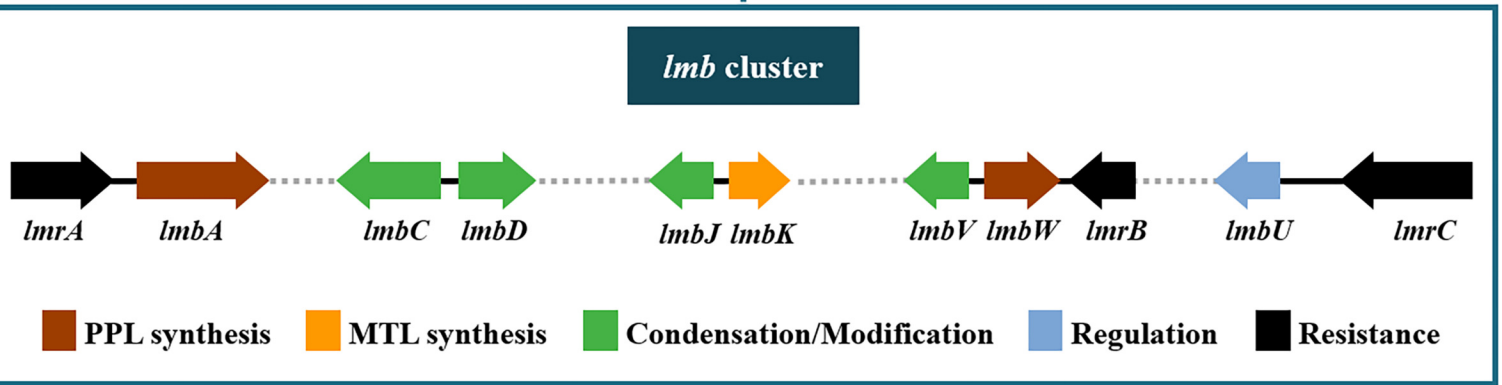 lmb cluster
lmrA lmbA lmbC lmbD lmbJ lmbK lmbV lmbW lmrB lmbU lmrC
PPL synthesis MTL synthesis Condensation/Modification Regulation Resistance